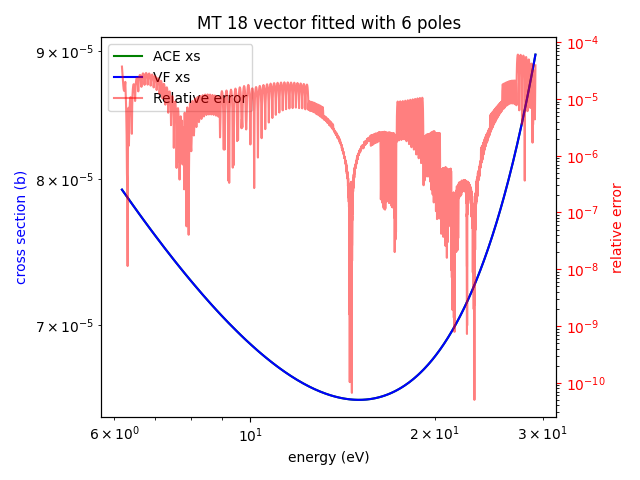 MT 18 vector fitted with 6 poles
ACE xs
VF xs
Relative error
cross section (b)
9 × 10⁻⁵
8 × 10⁻⁵
7 × 10⁻⁵
10⁻⁴
10⁻⁵
10⁻⁶
10⁻⁷
10⁻⁸
10⁻⁹
10⁻¹⁰
relative error
6 × 10⁰
10¹
2 × 10¹
3 × 10¹
energy (eV)